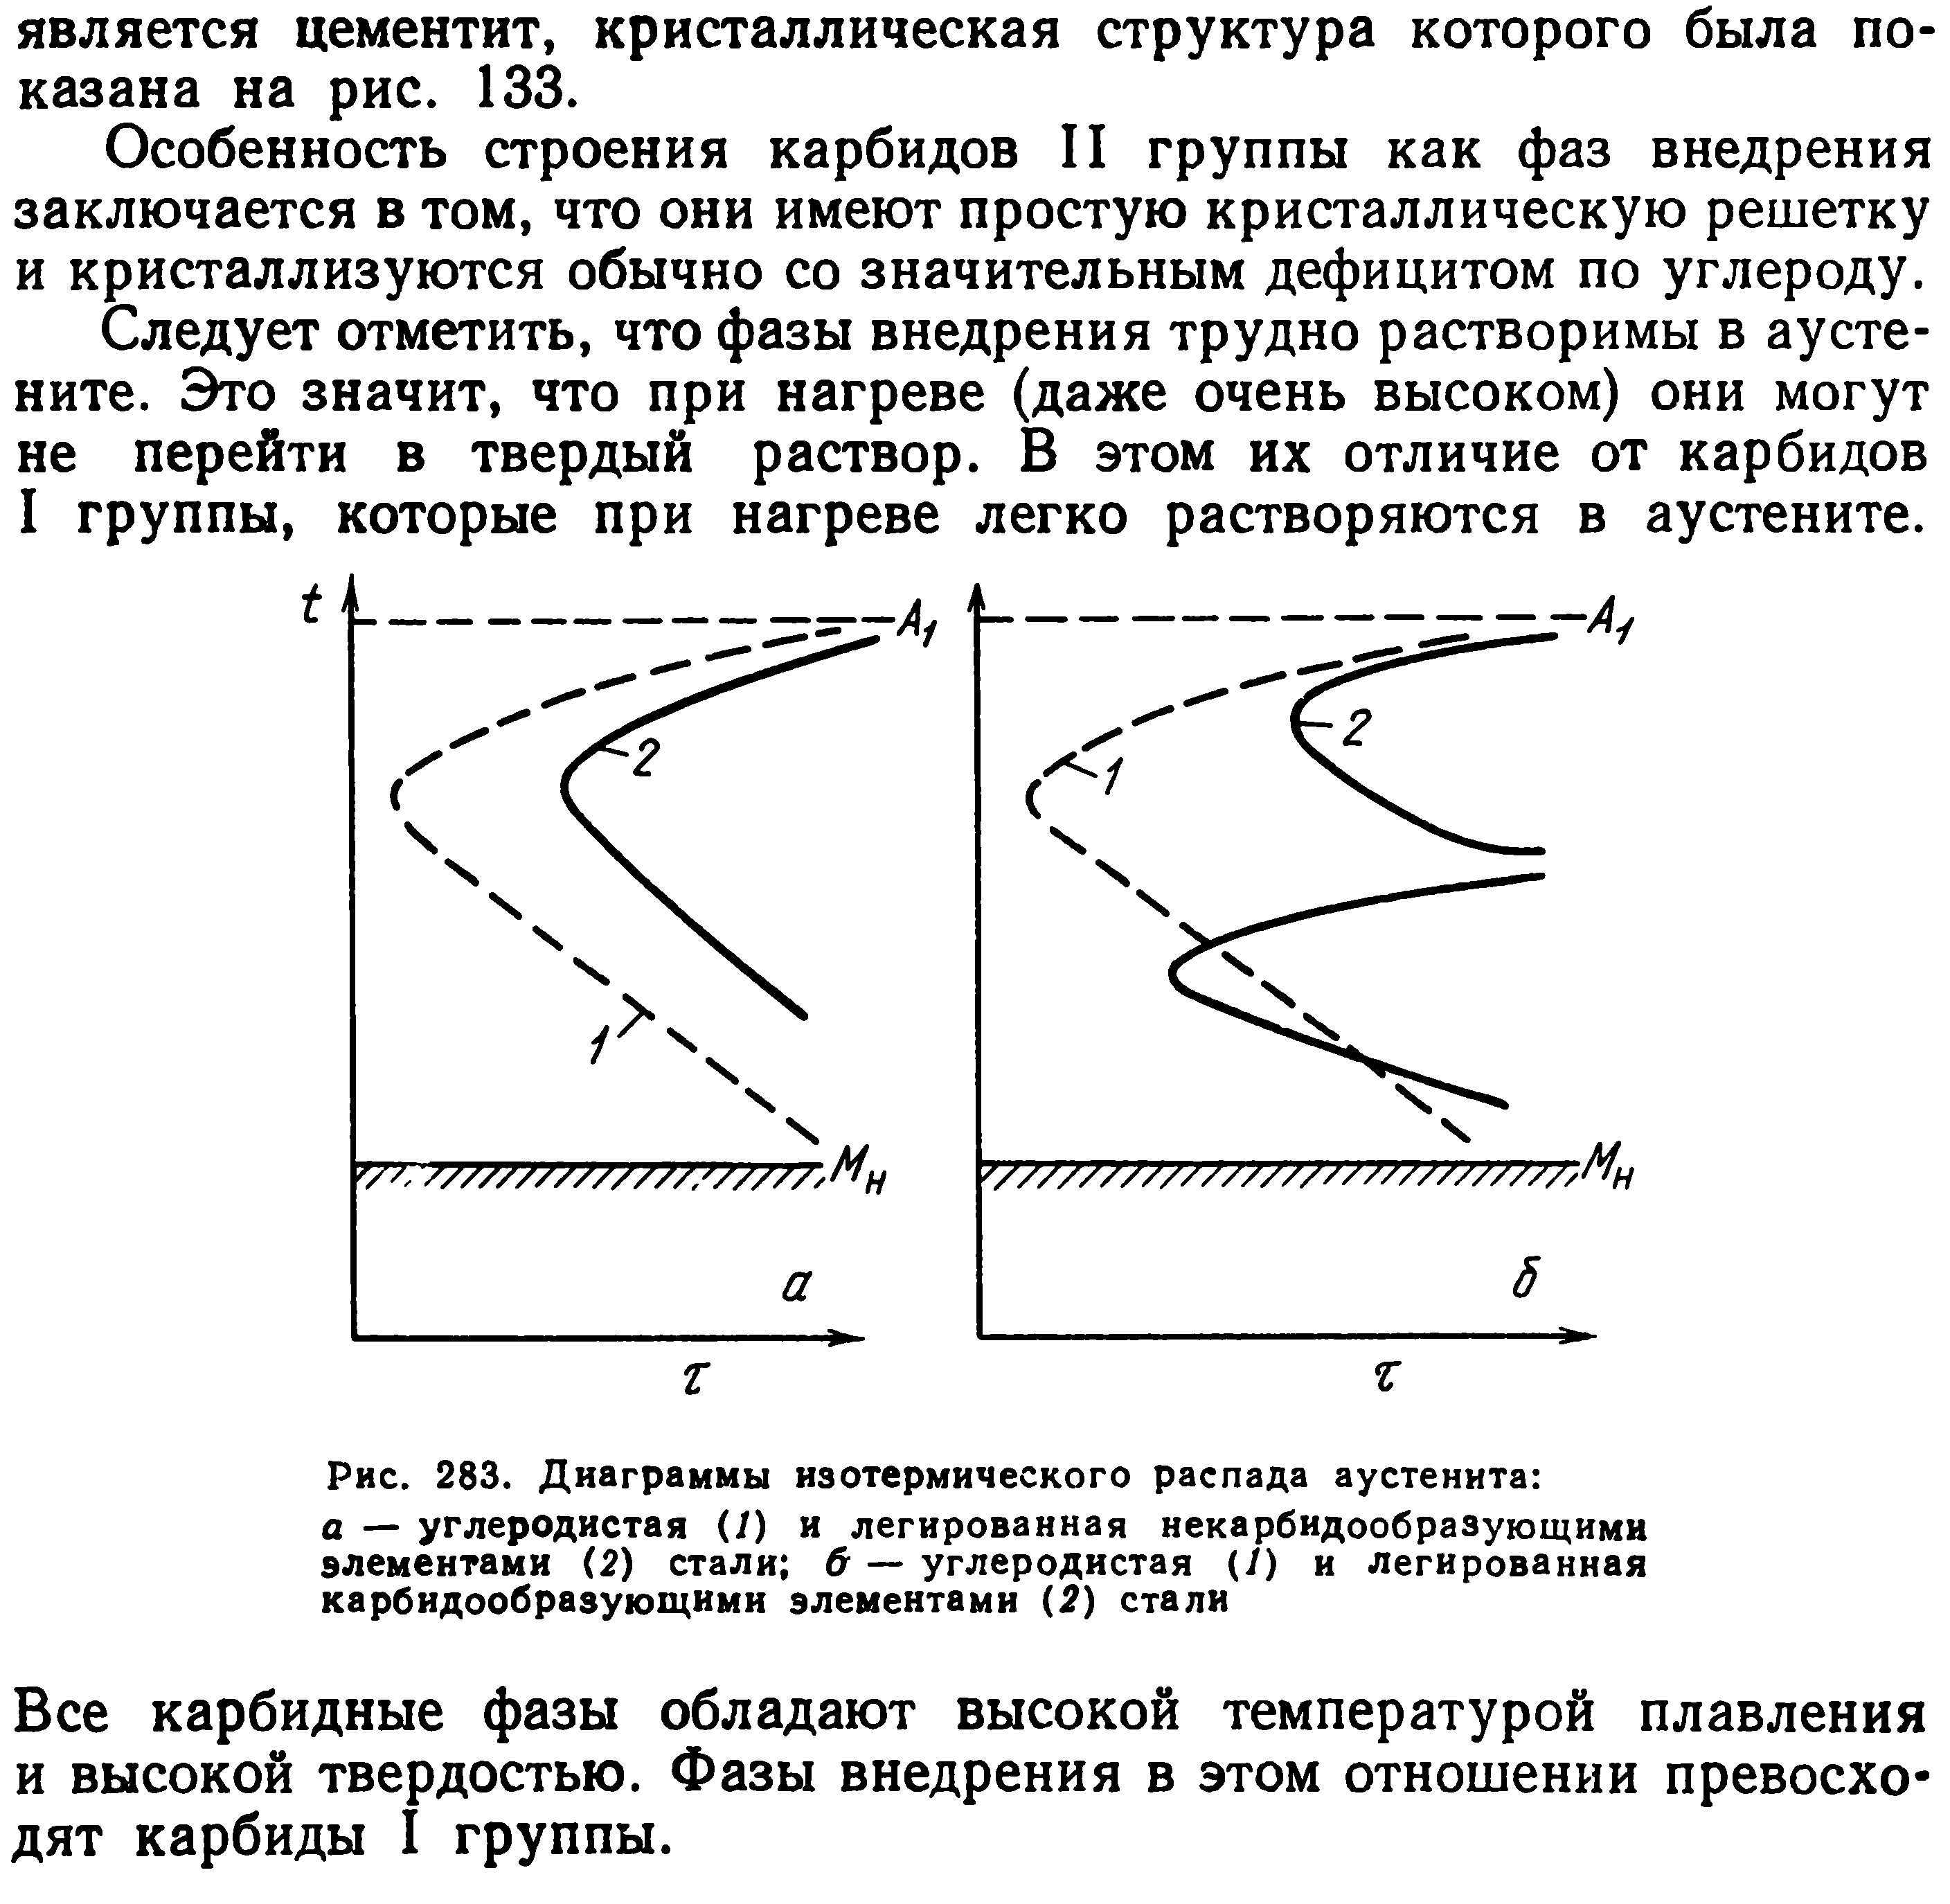 является цементит, кристаллическая структура которого была по-
казана на рис. 133.
Особенность строения карбидов II группы как фаз внедрения
заключается в том, что они имеют простую кристаллическую решетку
и кристаллизуются обычно со значительным дефицитом по углероду.
Следует отметить, что фазы внедрения трудно растворимы в аусте-
ните. Это значит, что при нагреве (даже очень высоком) они могут
не перейти в твердый раствор. В этом их отличие от карбидов
I группы, которые при нагреве легко растворяются в аустените.
t
A1
A1
2
2
1
1
Mн
Mн
а
б
τ
τ
Рис. 283. Диаграммы изотермического распада аустенита:
а — углеродистая (1) и легированная некарбидообразующими
элементами (2) стали; б — углеродистая (1) и легированная
карбидообразующими элементами (2) стали
Все карбидные фазы обладают высокой температурой плавления
и высокой твердостью. Фазы внедрения в этом отношении превосхо-
дят карбиды I группы.